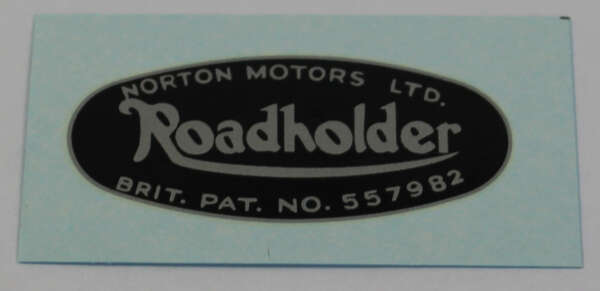 NORTON MOTORS LTD.
Roadholder
BRIT. PAT. NO. 557982